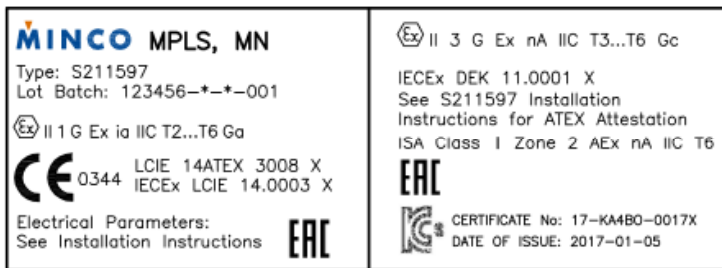 MINCO MPLS, MN
Type: S211597
Lot Batch: 123456-*-*-001
Ex II 1 G Ex ia IIC T2...T6 Ga
CE 0344 LCIE 14ATEX 3008 X
IECEx LCIE 14.0003 X
Electrical Parameters:
See Installation Instructions EAC
Ex II 3 G Ex nA IIC T3...T6 Gc
IECEx DEK 11.0001 X
See S211597 Installation
Instructions for ATEX Attestation
ISA Class I Zone 2 AEx nA IIC T6
EAC
CERTIFICATE No: 17-KA4BO-0017X
DATE OF ISSUE: 2017-01-05